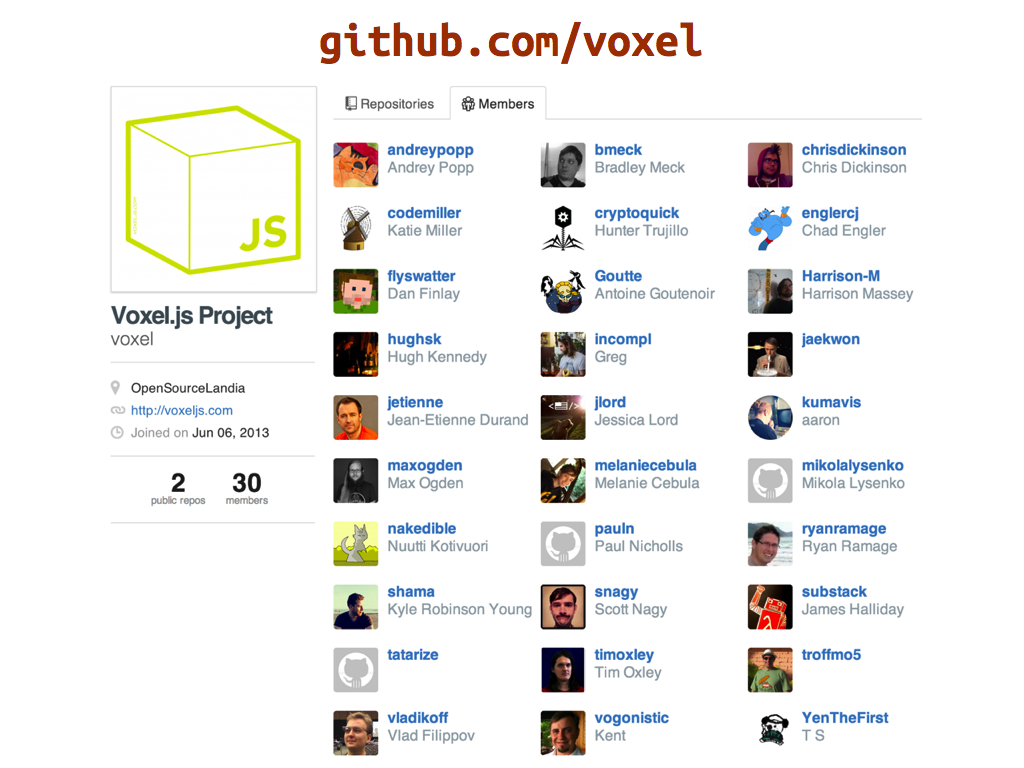 github.com/voxel
Repositories
Members
JS
Voxel.js Project
voxel
OpenSourceLandia
http://voxeljs.com
Joined on Jun 06, 2013
2 30
public repos members
andreypopp
Andrey Popp
bmeck
Bradley Meck
chrisdickinson
Chris Dickinson
codemiller
Katie Miller
cryptoquick
Hunter Trujillo
englercj
Chad Engler
flyswatter
Dan Finlay
Goutte
Antoine Goutenoir
Harrison-M
Harrison Massey
hughsk
Hugh Kennedy
incompl
Greg
jaekwon
jetienne
Jean-Etienne Durand
jlord
Jessica Lord
kumavis
aaron
maxogden
Max Ogden
melaniecebula
Melanie Cebula
mikolalysenko
Mikola Lysenko
nakedible
Nuutti Kotivuori
pauln
Paul Nicholls
ryanramage
Ryan Ramage
shama
Kyle Robinson Young
snagy
Scott Nagy
substack
James Halliday
tatarize
timoxley
Tim Oxley
troffmo5
vladikoff
Vlad Filippov
vogonistic
Kent
YenTheFirst
T S